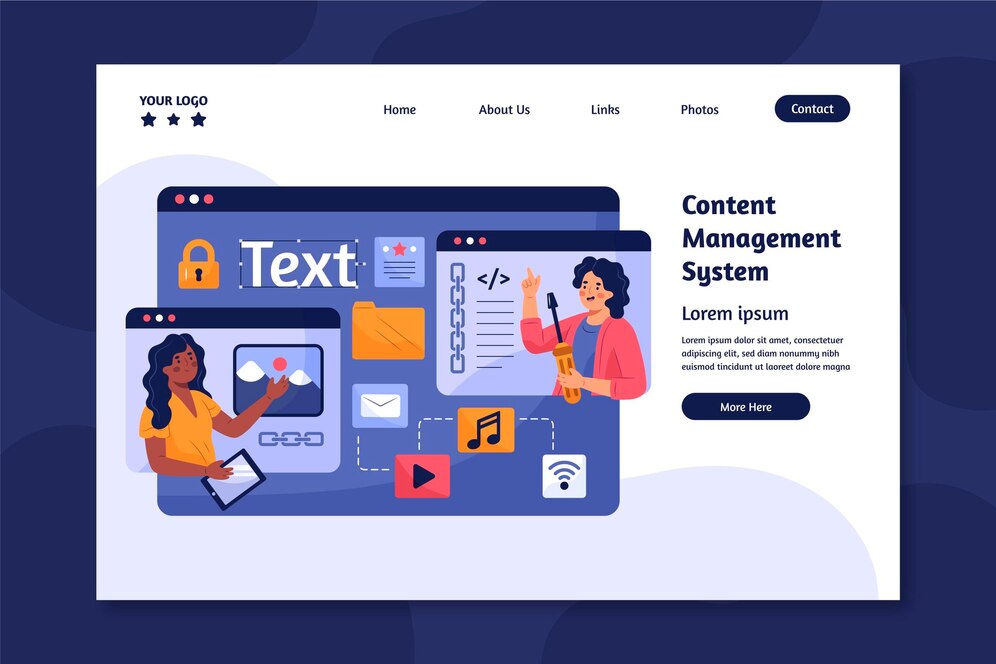 YOUR LOGO
Home About Us Links Photos Contact
Text
</>
Content
Management
System
Lorem ipsum
Lorem ipsum dolor sit amet, consectetuer
adipiscing elit, sed diam nonummy nibh
euismod tincidunt ut laoreet dolore magna
More Here